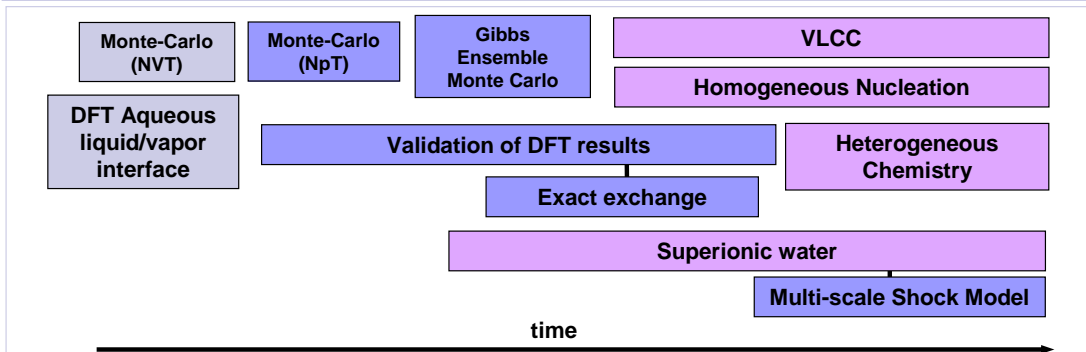 Monte-Carlo
(NVT)
Monte-Carlo
(NpT)
Gibbs
Ensemble
Monte Carlo
VLCC
Homogeneous Nucleation
DFT Aqueous
liquid/vapor
interface
Validation of DFT results
Heterogeneous
Chemistry
Exact exchange
Superionic water
Multi-scale Shock Model
time